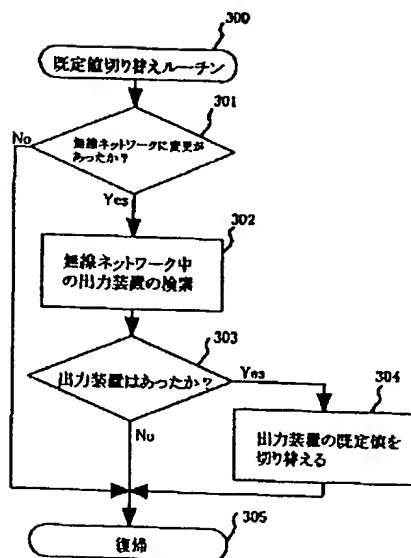 300
既定値切り替えルーチン
301
No
無線ネットワークに変更が
あったか?
Yes
302
無線ネットワーク中
の出力装置の検索
303
出力装置はあったか?
Yes
304
No
出力装置の既定値を
切り替える
305
復帰